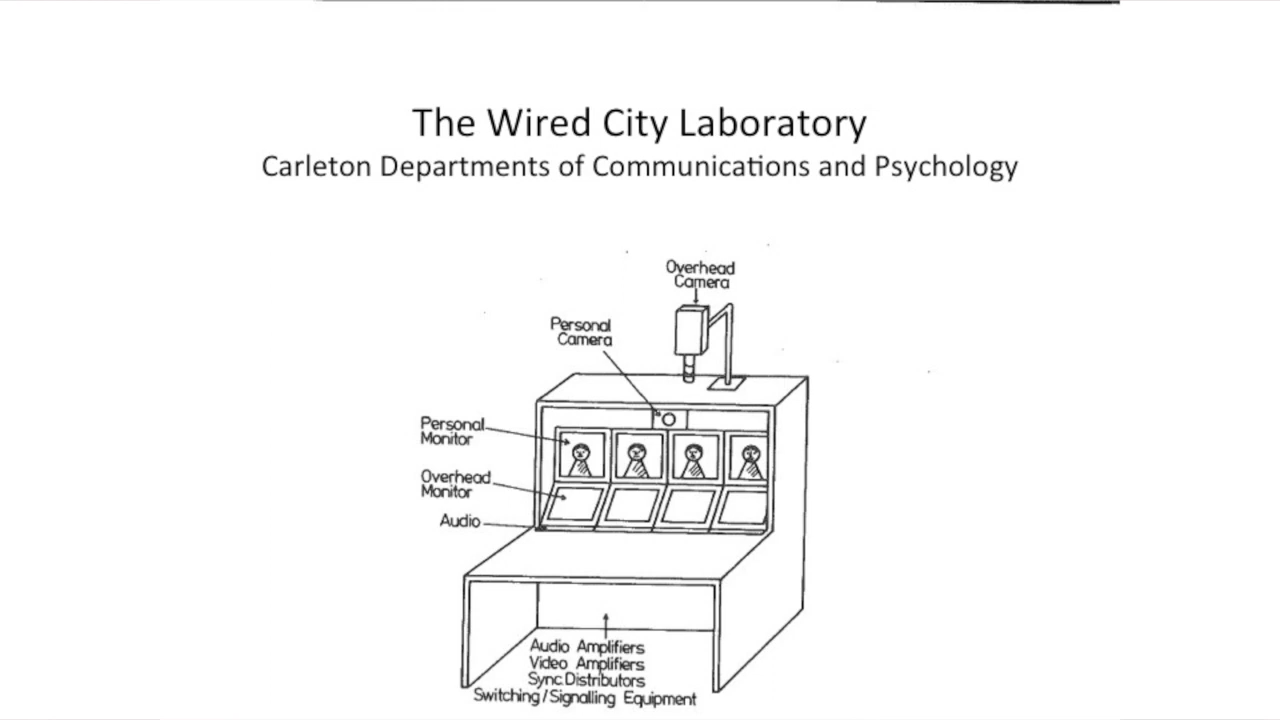 The Wired City Laboratory
Carleton Departments of Communications and Psychology
Overhead
Camera
Personal
Camera
Personal
Monitor
Overhead
Monitor
Audio
Audio Amplifiers
Video Amplifiers
Sync.Distributors
Switching/Signalling Equipment